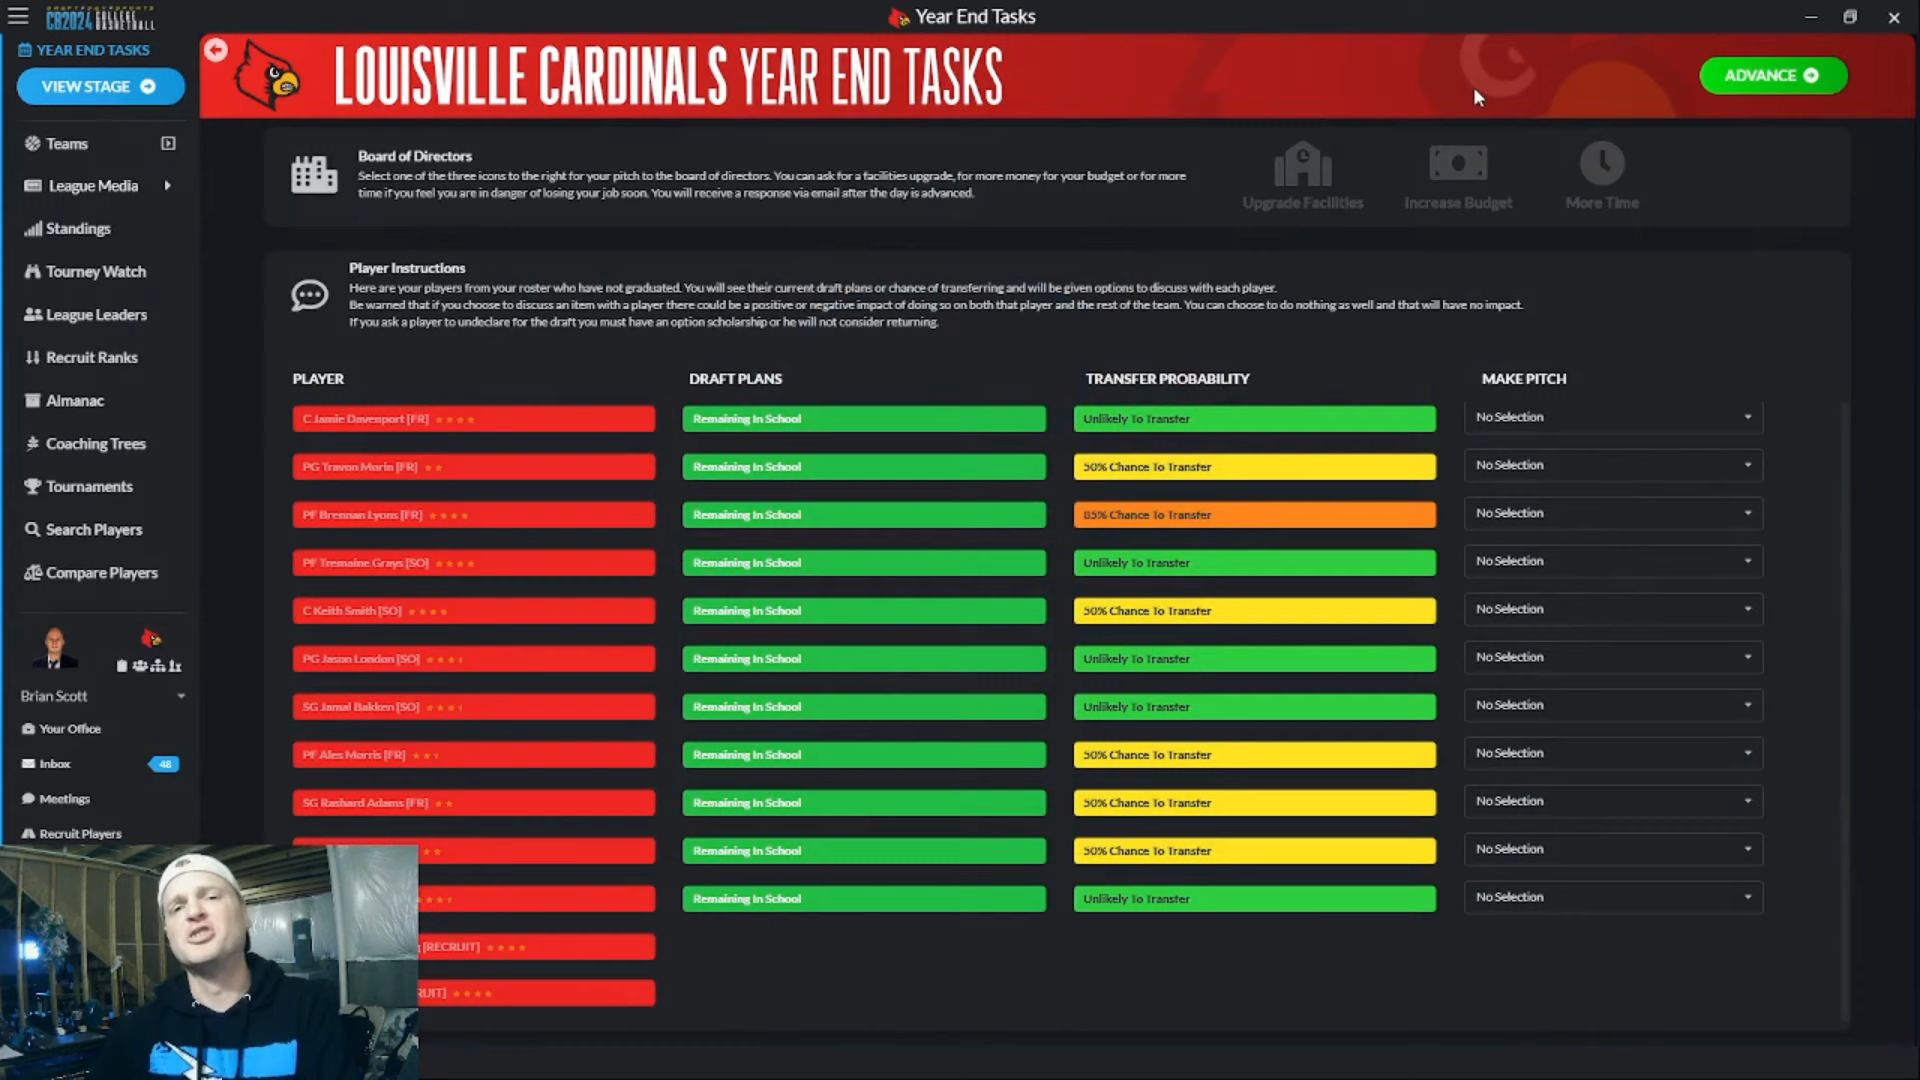 CB2024 COLLEGE BASKETBALL
Year End Tasks
YEAR END TASKS
VIEW STAGE
LOUISVILLE CARDINALS YEAR END TASKS
ADVANCE
Teams
League Media
Standings
Tourney Watch
League Leaders
Recruit Ranks
Almanac
Coaching Trees
Tournaments
Search Players
Compare Players
Brian Scott
Your Office
Inbox 48
Meetings
Recruit Players
Board of Directors
Select one of the three icons to the right for your pitch to the board of directors. You can ask for a facilities upgrade, for more money for your budget or for more
time if you feel you are in danger of losing your job soon. You will receive a response via email after the day is advanced.
Upgrade Facilities
Increase Budget
More Time
Player Instructions
Here are your players from your roster who have not graduated. You will see their current draft plans or chance of transferring and will be given options to discuss with each player.
Be warned that if you choose to discuss an item with a player there could be a positive or negative impact of doing so on both that player and the rest of the team. You can choose to do nothing as well and that will have no impact.
If you ask a player to undeclare for the draft you must have an option scholarship or he will not consider returning.
PLAYER DRAFT PLANS TRANSFER PROBABILITY MAKE PITCH
C Jamie Davenport [FR] Remaining In School Unlikely To Transfer No Selection
PG Travon Morin [FR] Remaining In School 50% Chance To Transfer No Selection
PF Brennan Lyons [FR] Remaining In School 85% Chance To Transfer No Selection
PF Tremaine Grays [SO] Remaining In School Unlikely To Transfer No Selection
C Keith Smith [SO] Remaining In School 50% Chance To Transfer No Selection
PG Jason London [SO] Remaining In School Unlikely To Transfer No Selection
SG Jamal Bakken [SO] Remaining In School Unlikely To Transfer No Selection
PF Ales Morris [FR] Remaining In School 50% Chance To Transfer No Selection
SG Rashard Adams [FR] Remaining In School 50% Chance To Transfer No Selection
Remaining In School 50% Chance To Transfer No Selection
Remaining In School Unlikely To Transfer No Selection
[RECRUIT]
RUIT]